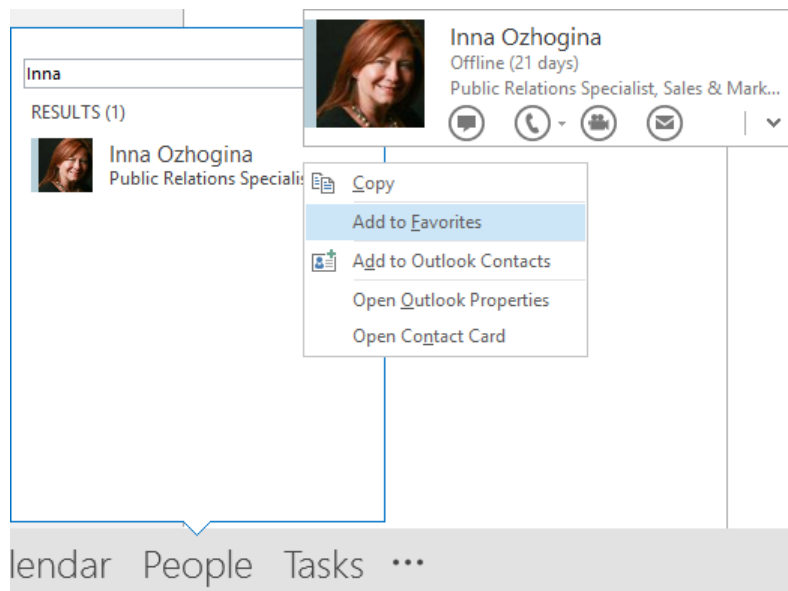 Inna
RESULTS (1)
Inna Ozhogina
Public Relations Specialis
Inna Ozhogina
Offline (21 days)
Public Relations Specialist, Sales & Mark...
Copy
Add to Favorites
Add to Outlook Contacts
Open Outlook Properties
Open Contact Card
lendar People Tasks ···